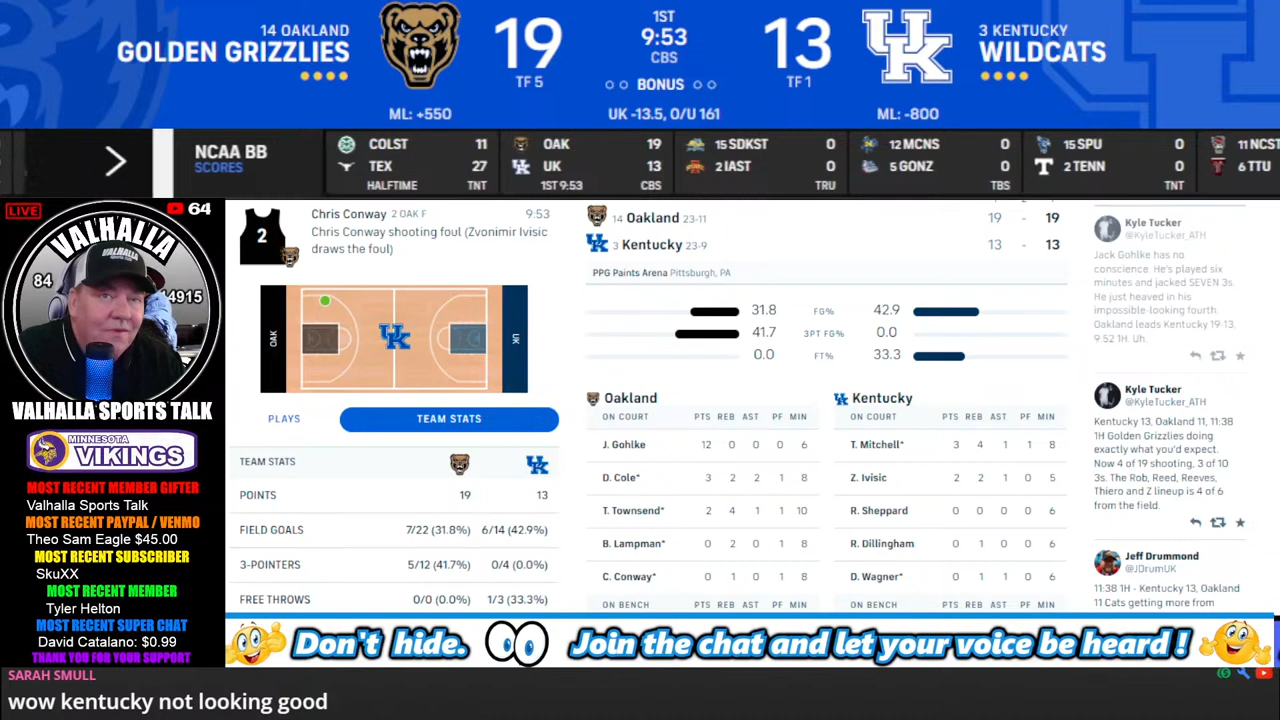 14 OAKLAND
GOLDEN GRIZZLIES
19
TF 5
1ST
9:53
CBS
BONUS
13
TF 1
3 KENTUCKY
WILDCATS
UK
ML: +550
UK -13.5, O/U 161
ML: -800
NCAA BB
SCORES
COLST 11
TEX 27
HALFTIME TNT
OAK 19
UK 13
1ST 9:53 CBS
15 SDKST 0
2 IAST 0
TRU
12 MCNS 0
5 GONZ 0
TBS
15 SPU 0
2 TENN 0
TNT
11 NCST
6 TTU
LIVE
64
VALHALLA
VALHALLA
84
14915
VALHALLA SPORTS TALK
MINNESOTA
VIKINGS
MOST RECENT MEMBER GIFTER
Valhalla Sports Talk
MOST RECENT PAYPAL / VENMO
Theo Sam Eagle $45.00
MOST RECENT SUBSCRIBER
SkuXX
MOST RECENT MEMBER
Tyler Helton
MOST RECENT SUPER CHAT
David Catalano: $0.99
THANK YOU FOR YOUR SUPPORT
2
Chris Conway 2 OAK F 9:53
Chris Conway shooting foul (Zvonimir Ivisic
draws the foul)
OAK
UK
UK
PLAYS
TEAM STATS
TEAM STATS
POINTS 19 13
FIELD GOALS 7/22 (31.8%) 6/14 (42.9%)
3-POINTERS 5/12 (41.7%) 0/4 (0.0%)
FREE THROWS 0/0 (0.0%) 1/3 (33.3%)
14 Oakland 23-11 19 - 19
3 Kentucky 23-9 13 - 13
PPG Paints Arena Pittsburgh, PA
31.8 FG% 42.9
41.7 3PT FG% 0.0
0.0 FT% 33.3
Oakland
ON COURT PTS REB AST PF MIN
J. Gohlke 12 0 0 0 6
D. Cole* 3 2 2 1 8
T. Townsend* 2 4 1 1 10
B. Lampman* 0 2 0 1 8
C. Conway* 0 1 0 1 8
ON BENCH PTS REB AST PF MIN
Kentucky
ON COURT PTS REB AST PF MIN
T. Mitchell* 3 4 1 1 8
Z. Ivisic 2 2 1 0 5
R. Sheppard 0 0 0 0 6
R. Dillingham 0 1 0 0 6
D. Wagner* 0 1 1 0 6
ON BENCH PTS REB AST PF MIN
Kyle Tucker
@KyleTucker_ATH
Jack Gohlke has no
conscience. He's played six
minutes and jacked SEVEN 3s.
He just heaved in his
impossible-looking fourth.
Oakland leads Kentucky 19-13,
9:52 1H. Uh.
Kyle Tucker
@KyleTucker_ATH
Kentucky 13, Oakland 11, 11:38
1H Golden Grizzlies doing
exactly what you'd expect.
Now 4 of 19 shooting, 3 of 10
3s. The Rob, Reed, Reeves,
Thiero and Z lineup is 4 of 6
from the field.
Jeff Drummond
@JDrumUK
11:38 1H - Kentucky 13, Oakland
11 Cats getting more from
Don't hide. Join the chat and let your voice be heard !
SARAH SMULL
wow kentucky not looking good